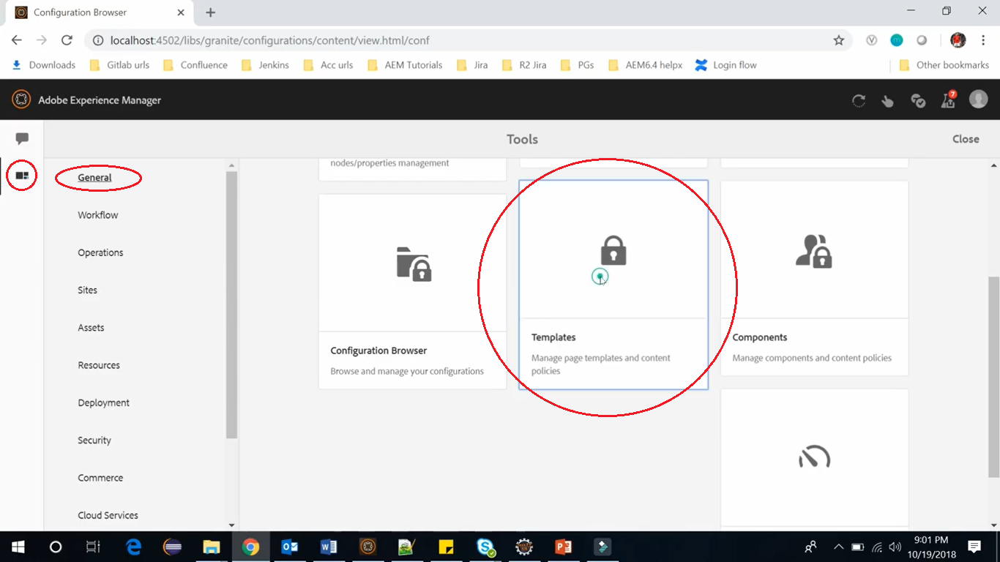 Configuration Browser
localhost:4502/libs/granite/configurations/content/view.html/conf
Downloads Gitlab urls Confluence Jenkins Acc urls AEM Tutorials Jira R2 Jira PGs AEM6.4 helpx Login flow Other bookmarks
Adobe Experience Manager
7
Tools
Close
General
Workflow
Operations
Sites
Assets
Resources
Deployment
Security
Commerce
Cloud Services
nodes/properties management
Configuration Browser
Browse and manage your configurations
Templates
Manage page templates and content
policies
Components
Manage components and content policies
9:01 PM
10/19/2018